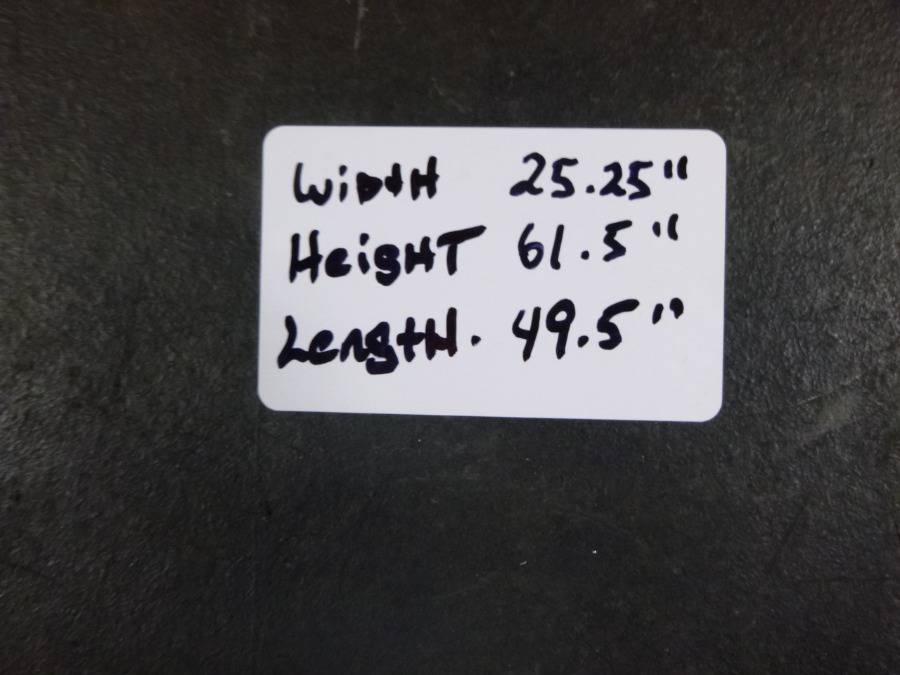 WiDtH 25.25"
HeigHT 61.5"
LengtH. 49.5"